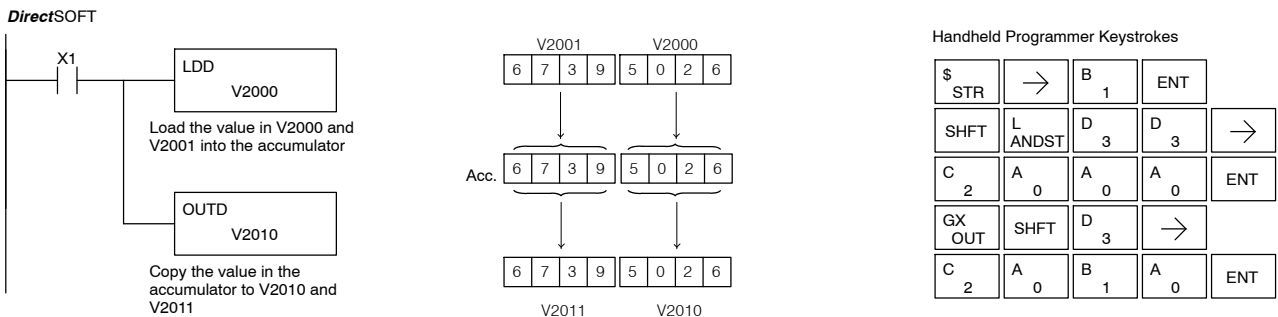 DirectSOFT
X1
LDD
V2000
Load the value in V2000 and
V2001 into the accumulator
OUTD
V2010
Copy the value in the
accumulator to V2010 and
V2011
V2001 V2000
6 7 3 9 5 0 2 6
Acc. 6 7 3 9 5 0 2 6
6 7 3 9 5 0 2 6
V2011 V2010
Handheld Programmer Keystrokes
$ STR → B 1 ENT
SHFT L ANDST D 3 D 3 →
C 2 A 0 A 0 A 0 ENT
GX OUT SHFT D 3 →
C 2 A 0 B 1 A 0 ENT